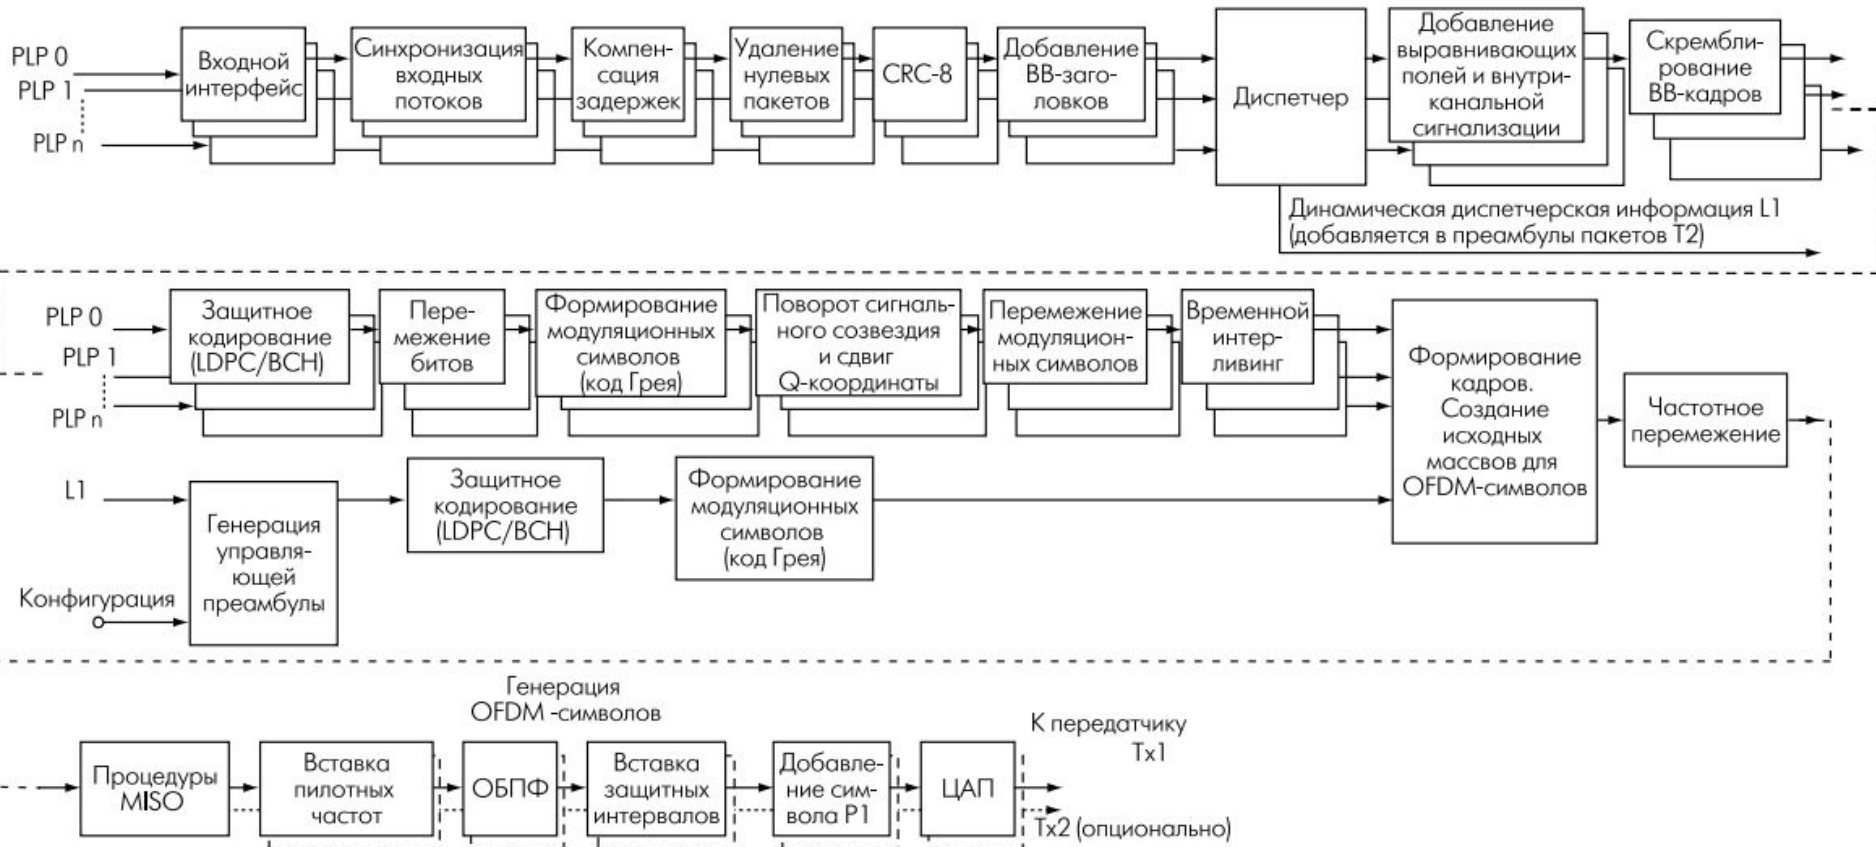 PLP 0
PLP 1
PLP n
Входной
интерфейс
Синхронизация
входных
потоков
Компен-
сация
задержек
Удаление
нулевых
пакетов
CRC-8
Добавление
BB-заго-
ловков
Диспетчер
Добавление
выравнивающих
полей и внутри-
канальной
сигнализации
Скрембли-
рование
BB-кадров
Динамическая диспетчерская информация L1
(добавляется в преамбулы пакетов T2)
PLP 0
PLP 1
PLP n
Защитное
кодирование
(LDPC/BCH)
Пере-
межение
битов
Формирование
модуляционных
символов
(код Грея)
Поворот сигналь-
ного созвездия
и сдвиг
Q-координаты
Перемежение
модуляцион-
ных символов
Временной
интер-
ливинг
Формирование
кадров.
Создание
исходных
массвов для
OFDM-символов
Частотное
перемежение
L1
Конфигурация
Генерация
управля-
ющей
преамбулы
Защитное
кодирование
(LDPC/BCH)
Формирование
модуляционных
символов
(код Грея)
Генерация
OFDM -символов
Процедуры
MISO
Вставка
пилотных
частот
ОБПФ
Вставка
защитных
интервалов
Добавле-
ние сим-
вола P1
ЦАП
К передатчику
Tx1
Tx2 (опционально)